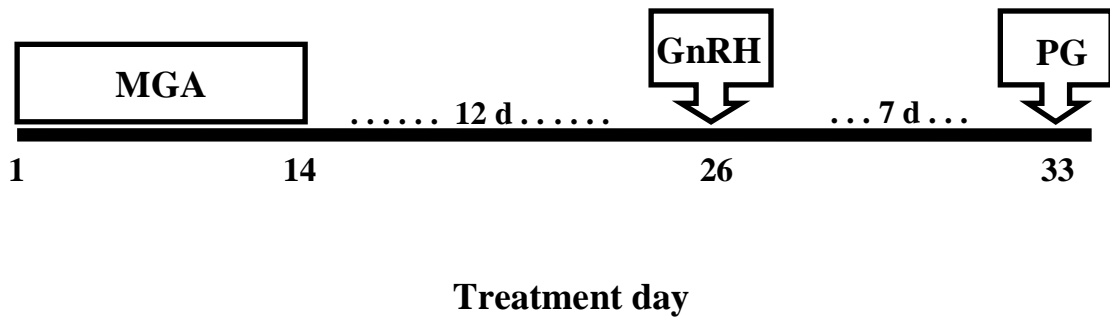 GnRH
PG
MGA
. . . . . . 12 d . . . . . .
. . . 7 d . . .
1
14
26
33
Treatment day